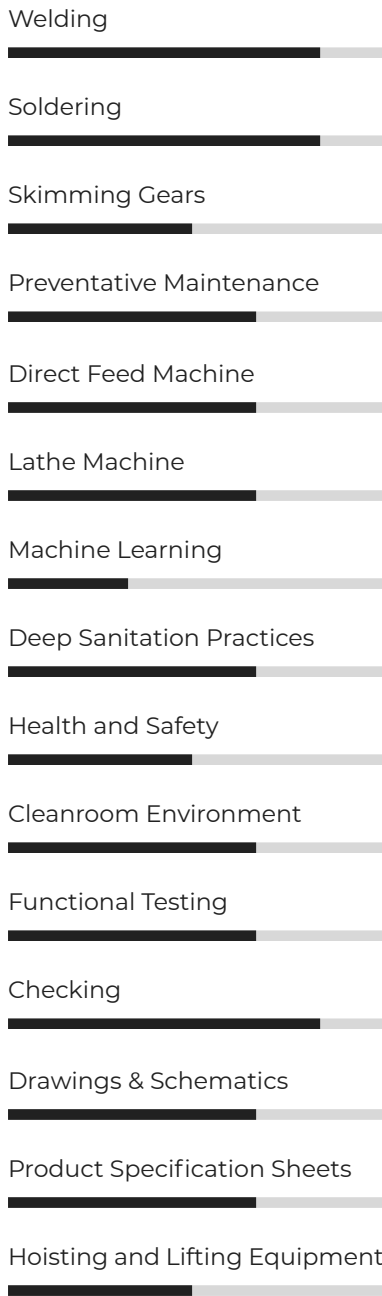 Welding
Soldering
Skimming Gears
Preventative Maintenance
Direct Feed Machine
Lathe Machine
Machine Learning
Deep Sanitation Practices
Health and Safety
Cleanroom Environment
Functional Testing
Checking
Drawings & Schematics
Product Specification Sheets
Hoisting and Lifting Equipment